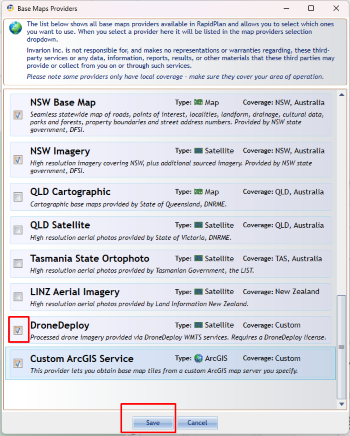 Base Maps Providers
The list below shows all base maps providers available in RapidPlan and allows you to select which ones
you want to use. When you select a provider here it will be listed in the map providers selection
dropdown.
Invarion Inc. is not responsible for, and makes no representations or warranties regarding, these third-
party services or any data, information, reports, results, or other materials that these third parties may
provide or collect from you on or through such services.
Please note some providers only have local coverage - make sure they cover your area of operation.
NSW Base Map Type: Map Coverage: NSW, Australia
Seamless statewide map of roads, points of interest, localities, landform, drainage, cultural data,
parks and forests, property boundaries and street address numbers. Provided by NSW state
government, DFSI.
NSW Imagery Type: Satellite Coverage: NSW, Australia
High resolution imagery covering NSW, plus additional sourced imagery. Provided by NSW state
government, DFSI.
QLD Cartographic Type: Map Coverage: QLD, Australia
Cartographic base maps provided by State of Queensland, DNRME.
QLD Satellite Type: Satellite Coverage: QLD, Australia
High resolution aerial photos provided by State of Victoria, DNRME.
Tasmania State Ortophoto Type: Satellite Coverage: TAS, Australia
High resolution aerial photos provided by Tasmanian Government, the LIST.
LINZ Aerial Imagery Type: Satellite Coverage: New Zealand
High resolution aerial photos provided by Land Information New Zealand.
DroneDeploy Type: Satellite Coverage: Custom
Processed drone imagery provided via DroneDeploy WMTS services. Requires a DroneDeploy license.
Custom ArcGIS Service Type: ArcGIS Coverage: Custom
This provider lets you obtain base map tiles from a custom ArcGIS map server you specify.
Save Cancel